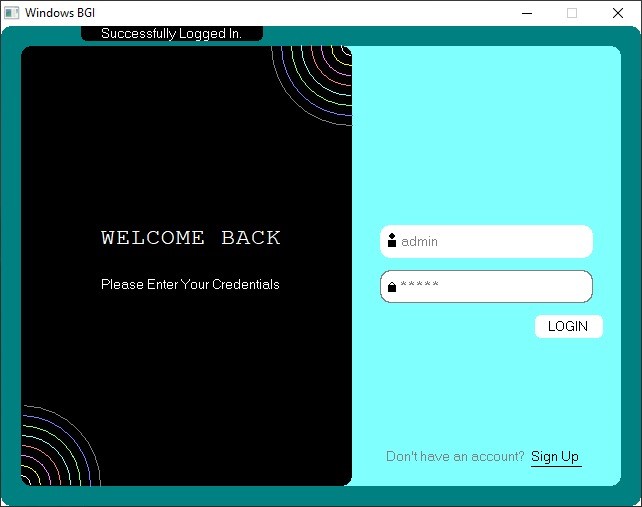 Windows BGI
Successfully Logged In.
WELCOME BACK
Please Enter Your Credentials
admin
*****
LOGIN
Don't have an account? Sign Up